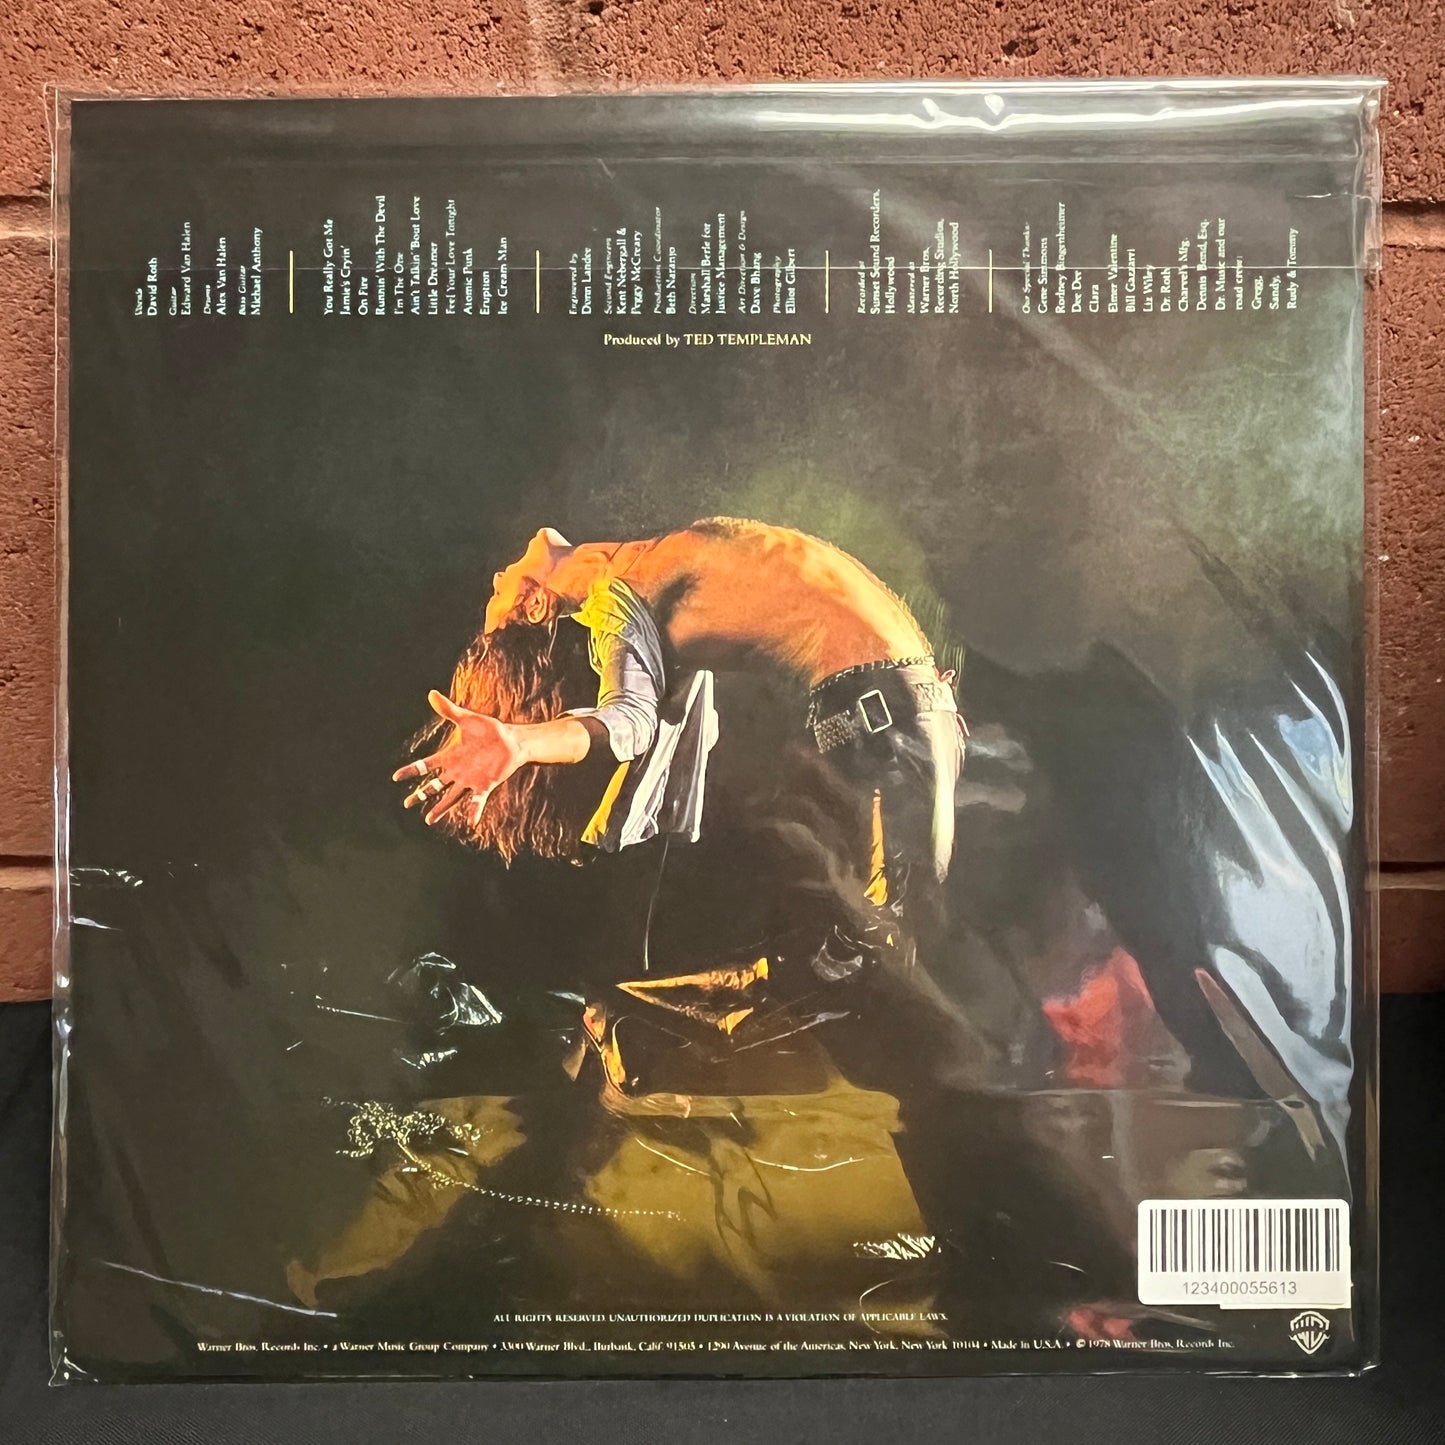 Vocals
David Roth
Guitar
Edward Van Halen
Drums
Alex Van Halen
Bass Guitar
Michael Anthony
You Really Got Me
Jamie's Cryin'
On Fire
Runnin' With The Devil
I'm The One
Ain't Talkin' 'Bout Love
Little Dreamer
Feel Your Love Tonight
Atomic Punk
Eruption
Ice Cream Man
Engineered by
Donn Landee
Second Engineers
Kent Nebergall &
Peggy McCreary
Production Coordinator
Beth Naranjo
Direction
Marshall Berle for
Justice Management
Art Direction & Design
Dave Bhang
Photography
Elliot Gilbert
Recorded at
Sunset Sound Recorders,
Hollywood
Mastered at
Warner Bros.
Recording Studios,
North Hollywood
Our Special Thanks:
Gene Simmons
Rodney Bingenheimer
Dee Dee
Clara
Elmer Valentine
Bill Gazzarri
Liz Wiley
Dr. Roth
Charvel's Mfg.
Dennis Bond, Esq.
Dr. Music and our
road crew:
Gregg,
Sandy,
Rudy & Tommy
Produced by TED TEMPLEMAN
123400055613
ALL RIGHTS RESERVED. UNAUTHORIZED DUPLICATION IS A VIOLATION OF APPLICABLE LAWS.
Warner Bros. Records Inc. • a Warner Music Group Company • 3300 Warner Blvd., Burbank, Calif. 91505 • 1290 Avenue of the Americas, New York, New York 10104 • Made in U.S.A. • © 1978 Warner Bros. Records Inc.